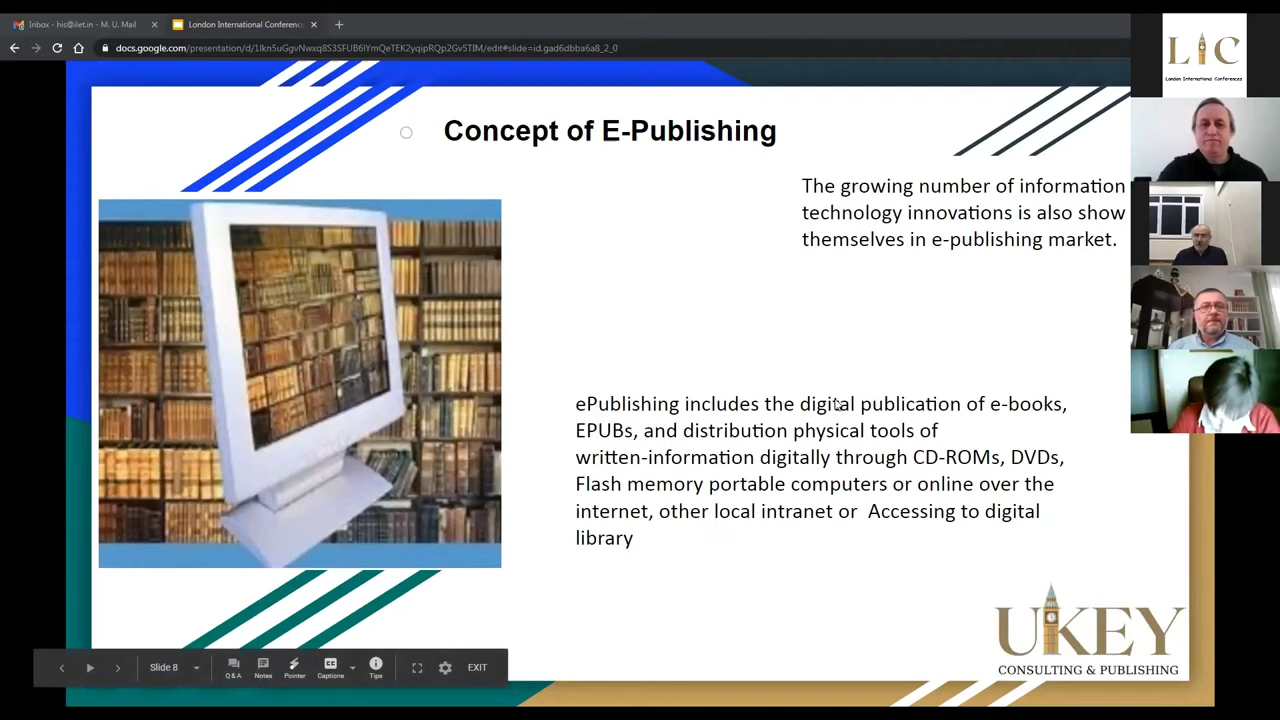 Inbox - his@ilet.in - M. U. Mail
London International Conference
docs.google.com/presentation/d/1lkn5uGgvNwxq8S3SFUB6lYmQeTEK2yqipRQp2Gv5TIM/edit#slide=id.gad6dbba6a8_2_0
LIC
London International Conferences
Concept of E-Publishing
The growing number of information
technology innovations is also show
themselves in e-publishing market.
ePublishing includes the digital publication of e-books,
EPUBs, and distribution physical tools of
written-information digitally through CD-ROMs, DVDs,
Flash memory portable computers or online over the
internet, other local intranet or Accessing to digital
library
UKEY
CONSULTING & PUBLISHING
Slide 8
Q & A
Notes
Pointer
CC
Captions
Tips
EXIT